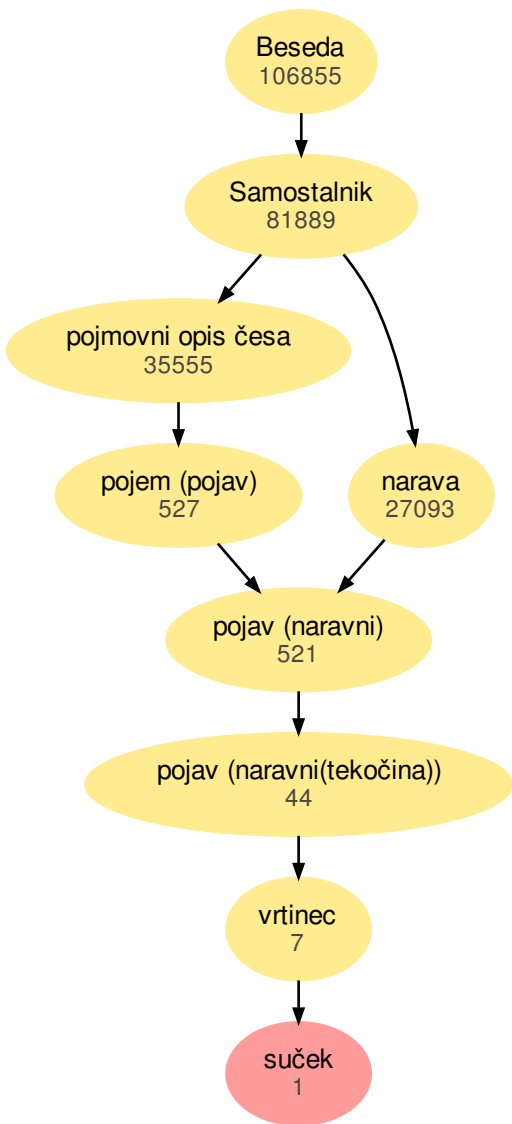 Beseda
106855
Samostalnik
81889
pojmovni opis česa
35555
pojem (pojav)
527
narava
27093
pojav (naravni)
521
pojav (naravni(tekočina))
44
vrtinec
7
suček
1